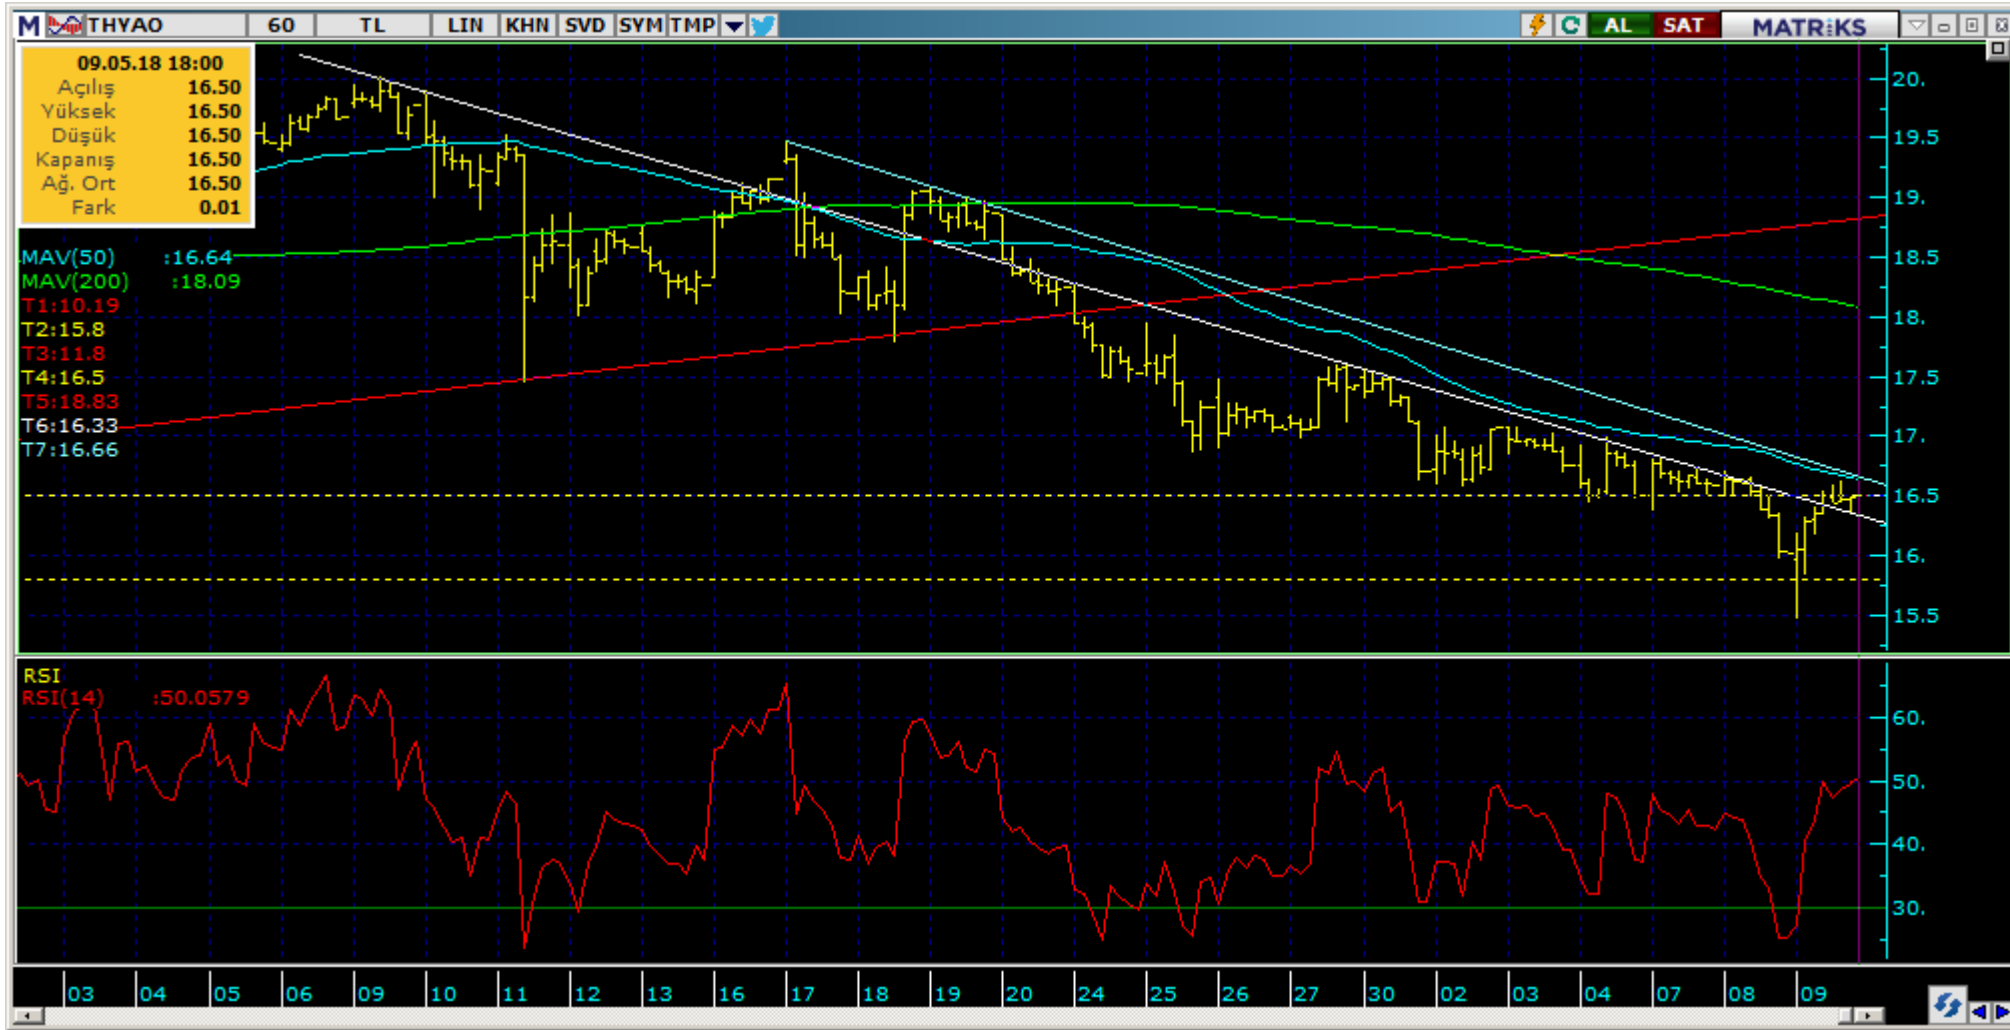 M THYAO 60 TL LIN KHN SVD SYM TMP AL SAT MATRiKS
09.05.18 18:00
Açılış 16.50
Yüksek 16.50
Düşük 16.50
Kapanış 16.50
Ağ. Ort 16.50
Fark 0.01
MAV(50) :16.64
MAV(200) :18.09
T1:10.19
T2:15.8
T3:11.8
T4:16.5
T5:18.83
T6:16.33
T7:16.66
20.
19.5
19.
18.5
18.
17.5
17.
16.5
16.
15.5
RSI
RSI(14) :50.0579
60.
50.
40.
30.
03 04 05 06 09 10 11 12 13 16 17 18 19 20 24 25 26 27 30 02 03 04 07 08 09